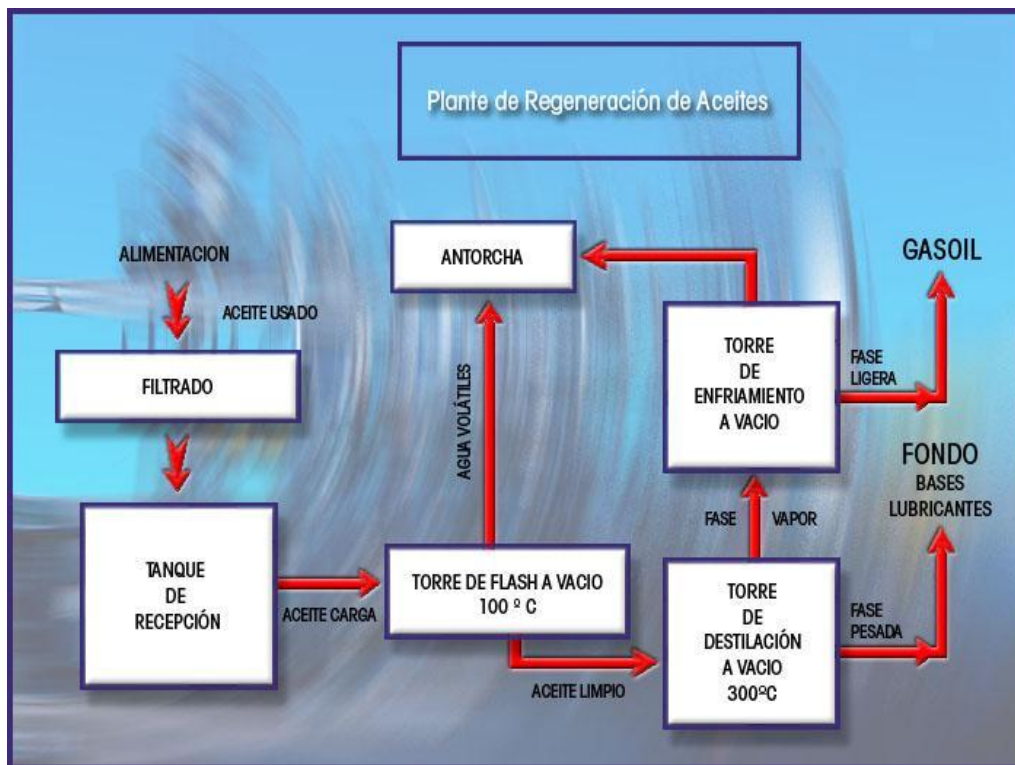 Plante de Regeneración de Aceites
ALIMENTACION
ACEITE USADO
FILTRADO
TANQUE
DE
RECEPCIÓN
ACEITE CARGA
ANTORCHA
AGUA VOLÁTILES
TORRE DE FLASH A VACIO
100 º C
ACEITE LIMPIO
TORRE
DE
ENFRIAMIENTO
A VACIO
FASE VAPOR
TORRE
DE
DESTILACIÓN
A VACIO
300ºC
GASOIL
FASE
LIGERA
FONDO
BASES
LUBRICANTES
FASE
PESADA